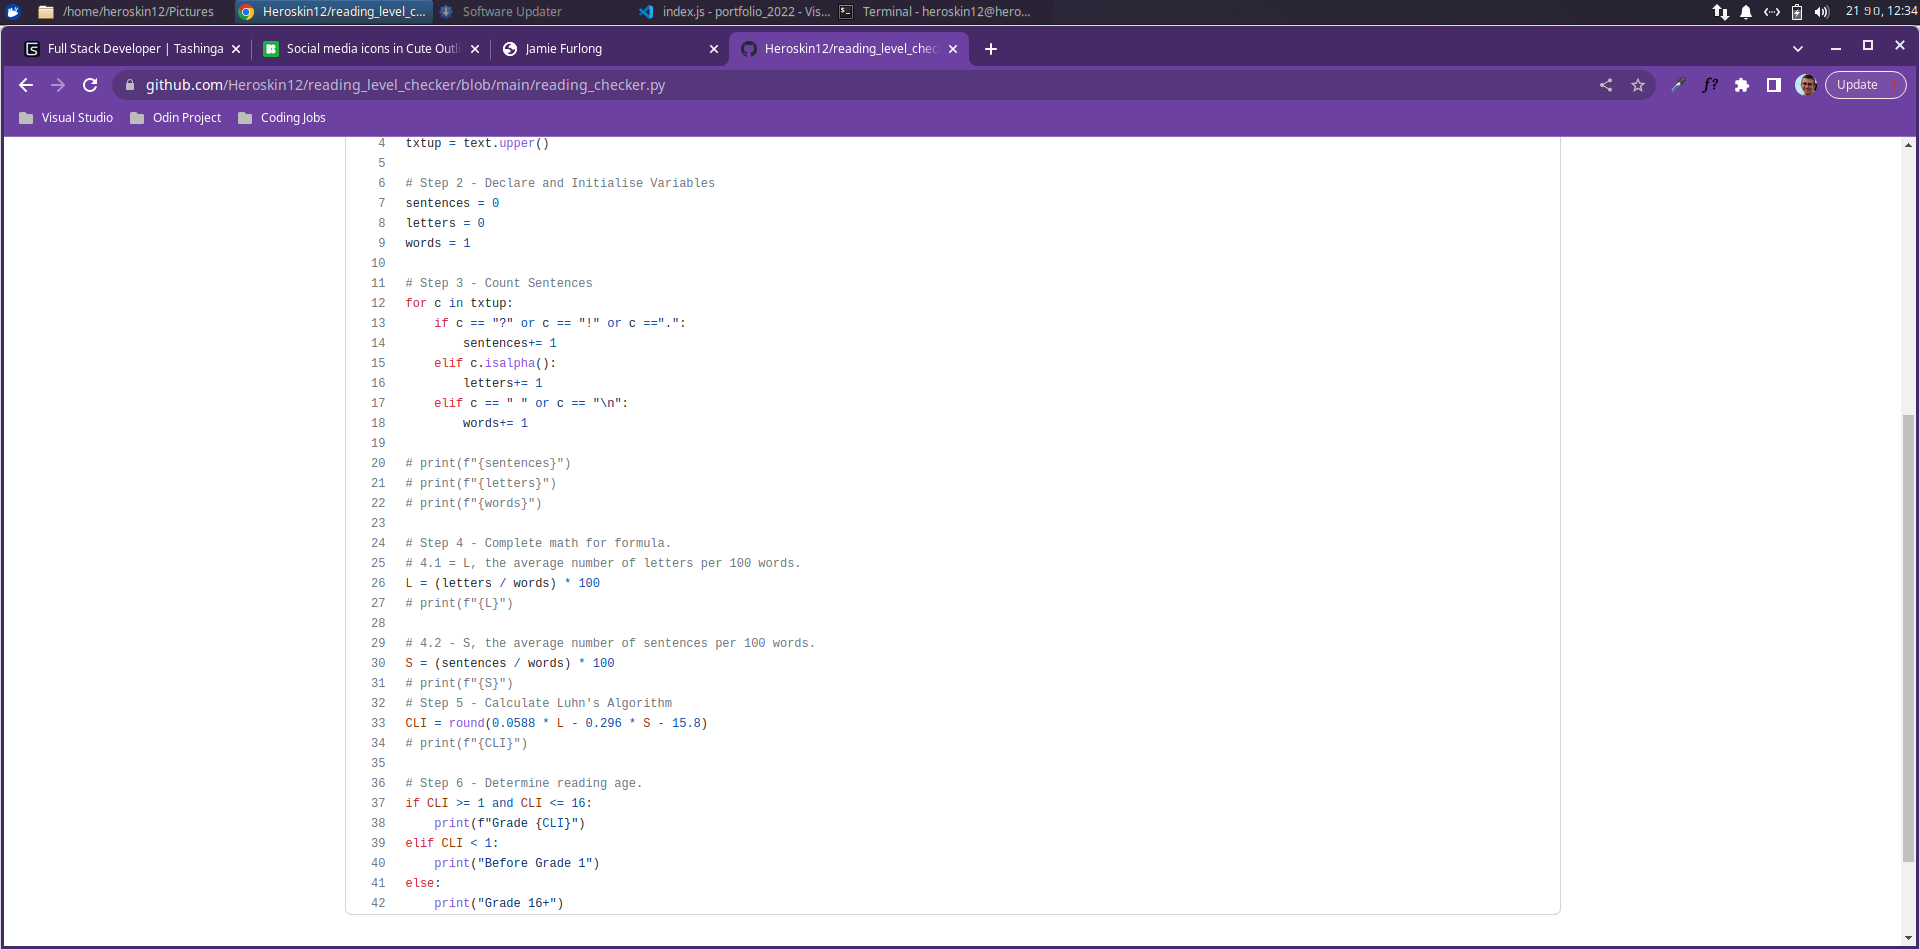 /home/heroskin12/Pictures
Heroskin12/reading_level_c...
Software Updater
index.js - portfolio_2022 - Vis...
Terminal - heroskin12@hero...
12:34
Full Stack Developer | Tashinga
Social media icons in Cute Outl
Jamie Furlong
Heroskin12/reading_level_chec
github.com/Heroskin12/reading_level_checker/blob/main/reading_checker.py
f?
Update
Visual Studio
Odin Project
Coding Jobs
4 txtup = text.upper()
5
6 # Step 2 - Declare and Initialise Variables
7 sentences = 0
8 letters = 0
9 words = 1
10
11 # Step 3 - Count Sentences
12 for c in txtup:
13 if c == "?" or c == "!" or c ==".":
14 sentences+= 1
15 elif c.isalpha():
16 letters+= 1
17 elif c == " " or c == "\n":
18 words+= 1
19
20 # print(f"{sentences}")
21 # print(f"{letters}")
22 # print(f"{words}")
23
24 # Step 4 - Complete math for formula.
25 # 4.1 = L, the average number of letters per 100 words.
26 L = (letters / words) * 100
27 # print(f"{L}")
28
29 # 4.2 - S, the average number of sentences per 100 words.
30 S = (sentences / words) * 100
31 # print(f"{S}")
32 # Step 5 - Calculate Luhn's Algorithm
33 CLI = round(0.0588 * L - 0.296 * S - 15.8)
34 # print(f"{CLI}")
35
36 # Step 6 - Determine reading age.
37 if CLI >= 1 and CLI <= 16:
38 print(f"Grade {CLI}")
39 elif CLI < 1:
40 print("Before Grade 1")
41 else:
42 print("Grade 16+")